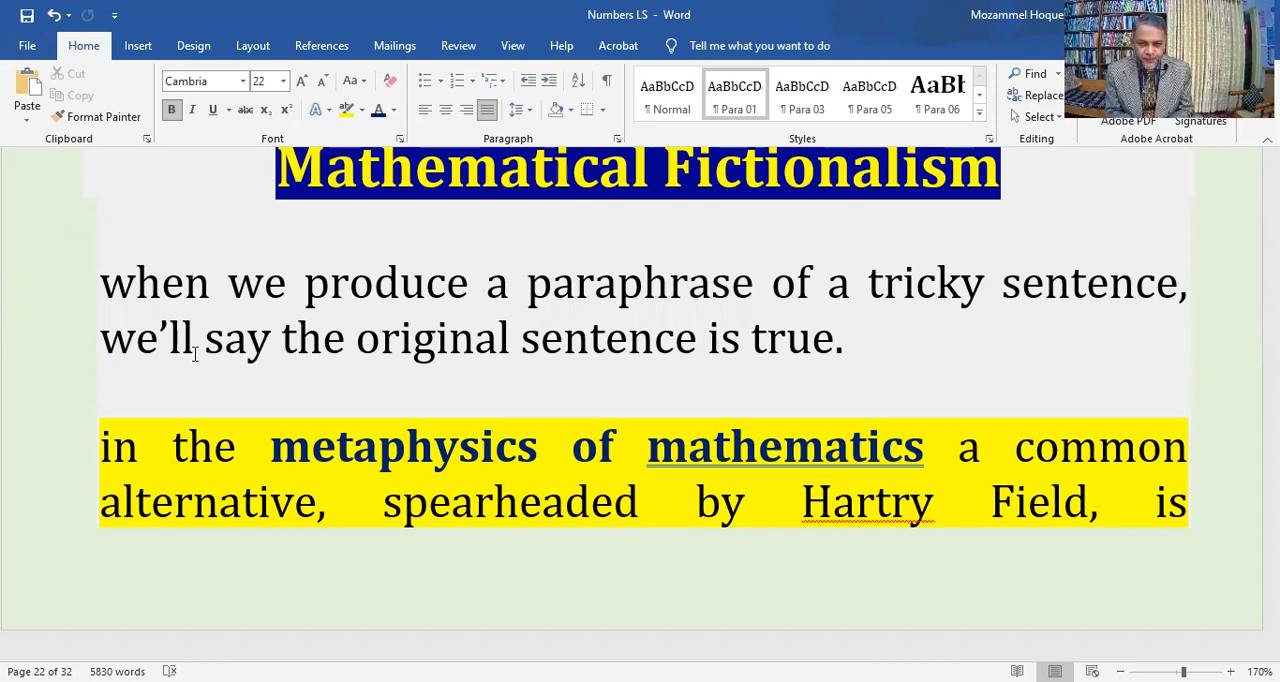 Numbers LS - Word
Mozammel Hoque
File Home Insert Design Layout References Mailings Review View Help Acrobat Tell me what you want to do
Paste
Cut
Copy
Format Painter
Clipboard
Cambria 22
Font
Paragraph
AaBbCcD AaBbCcD AaBbCcD AaBbCcD AaBb
¶ Normal ¶ Para 01 ¶ Para 03 ¶ Para 05 ¶ Para 06
Styles
Find
Replace
Select
Editing
Adobe PDF Signatures
Adobe Acrobat
Mathematical Fictionalism
when we produce a paraphrase of a tricky sentence,
we’ll say the original sentence is true.
in the metaphysics of mathematics a common
alternative, spearheaded by Hartry Field, is
Page 22 of 32 5830 words
170%